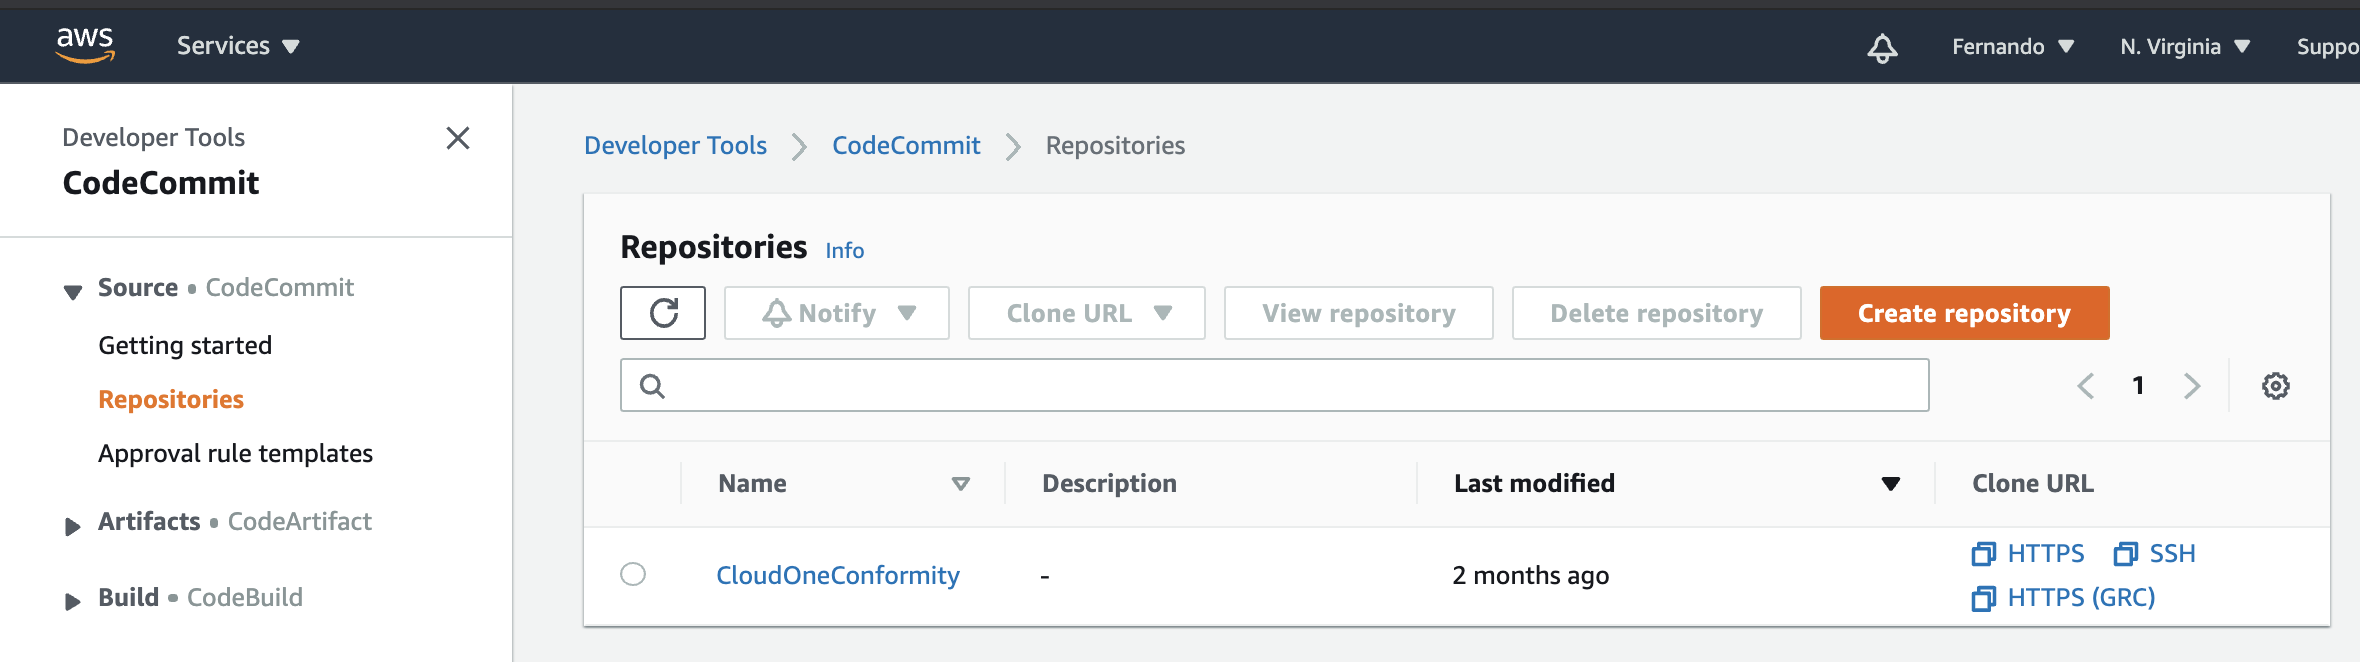 aws Services Fernando N. Virginia Suppo
Developer Tools
CodeCommit
Source • CodeCommit
Getting started
Repositories
Approval rule templates
Artifacts • CodeArtifact
Build • CodeBuild
Developer Tools CodeCommit Repositories
Repositories Info
Notify Clone URL View repository Delete repository Create repository
1
Name Description Last modified Clone URL
CloudOneConformity - 2 months ago HTTPS SSH
HTTPS (GRC)